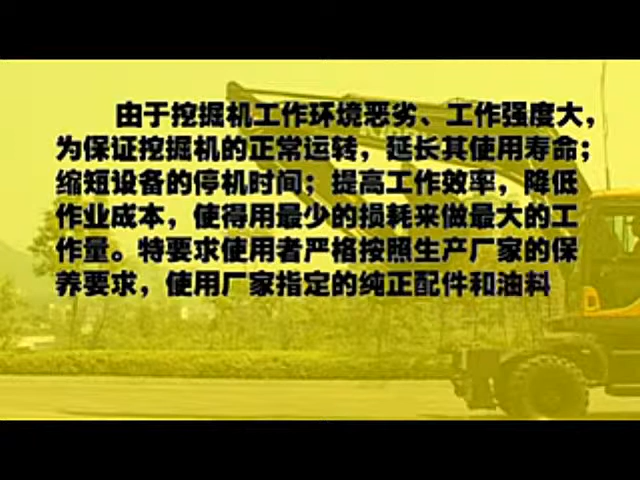 由于挖掘机工作环境恶劣、工作强度大，
为保证挖掘机的正常运转，延长其使用寿命；
缩短设备的停机时间；提高工作效率，降低
作业成本，使得用最少的损耗来做最大的工
作量。特要求使用者严格按照生产厂家的保
养要求，使用厂家指定的纯正配件和油料